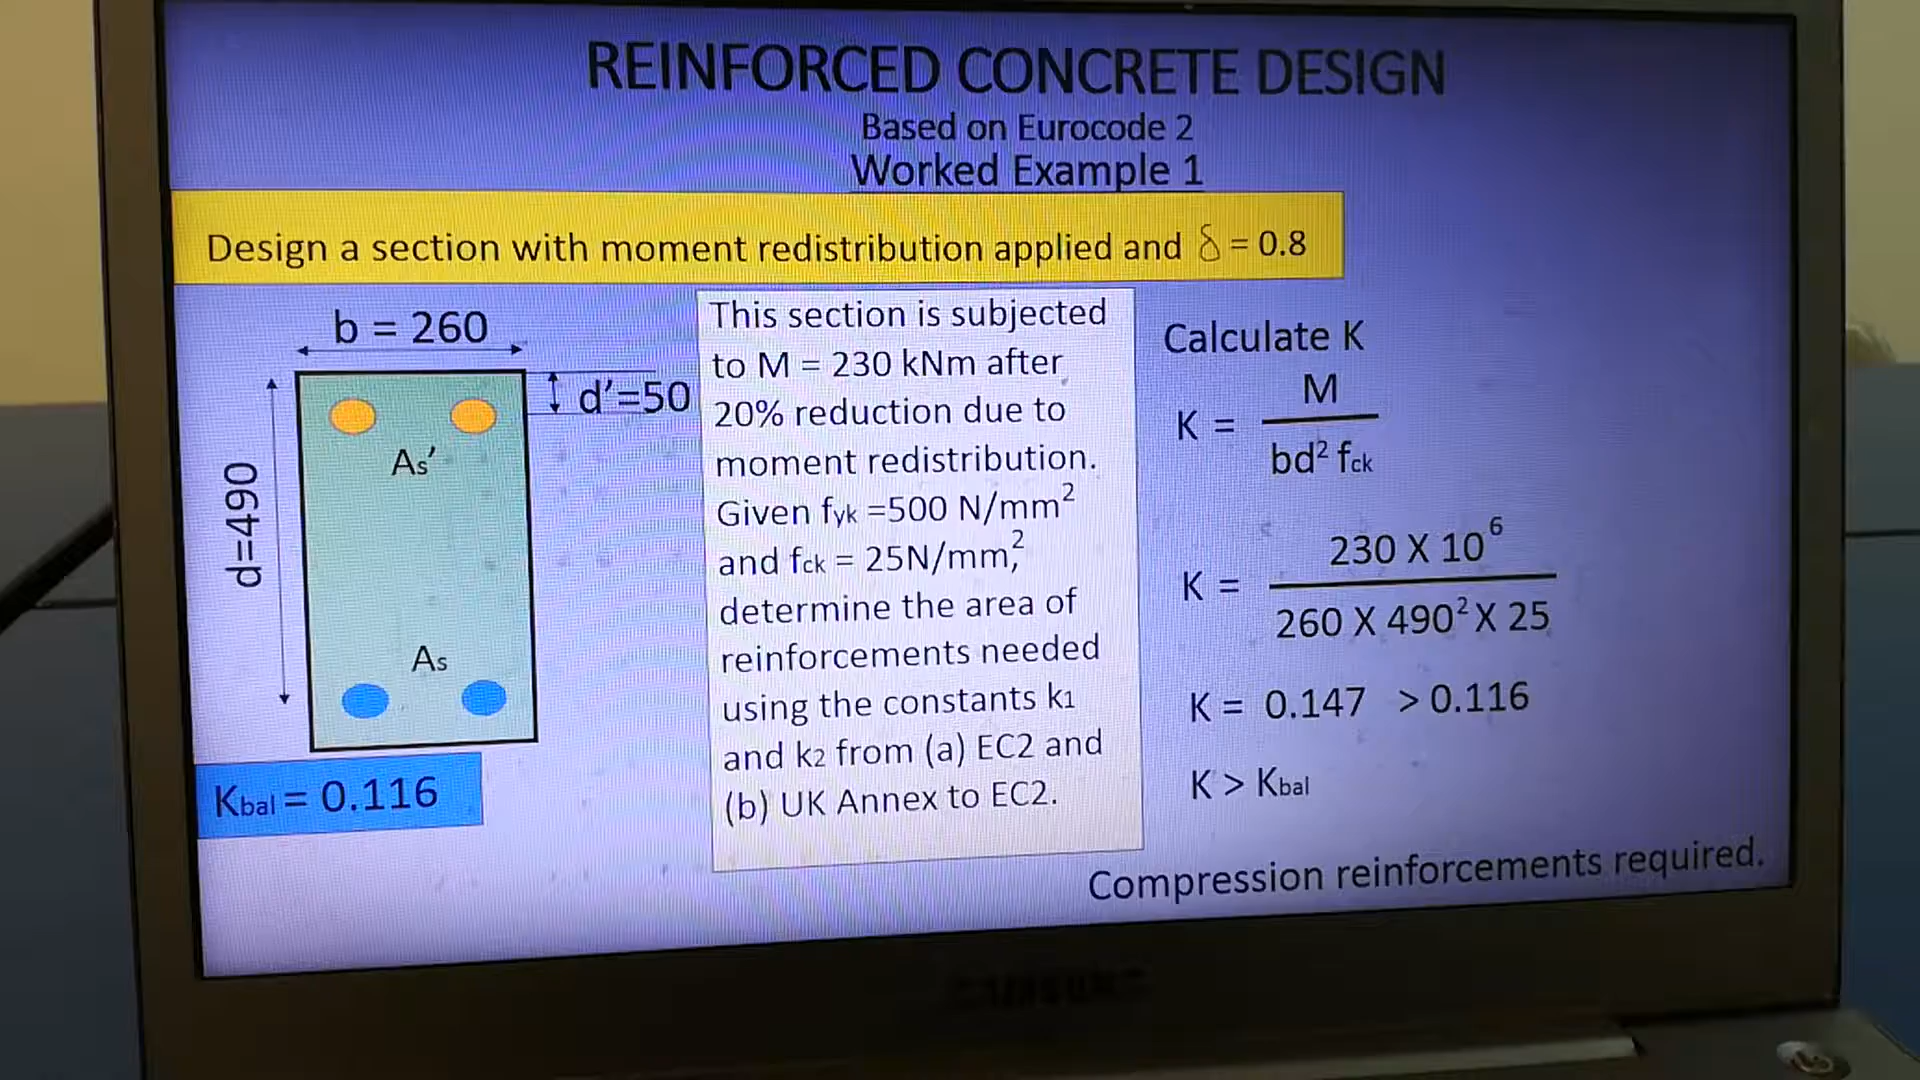 REINFORCED CONCRETE DESIGN
Based on Eurocode 2
Worked Example 1
Design a section with moment redistribution applied and δ = 0.8
b = 260
d'=50
As'
d=490
As
Kbal = 0.116
This section is subjected
to M = 230 kNm after
20% reduction due to
moment redistribution.
Given fyk =500 N/mm²
and fck = 25N/mm,²
determine the area of
reinforcements needed
using the constants k1
and k2 from (a) EC2 and
(b) UK Annex to EC2.
Calculate K
K = M
bd² fck
K = 230 X 10⁶
260 X 490² X 25
K = 0.147 > 0.116
K > Kbal
Compression reinforcements required.